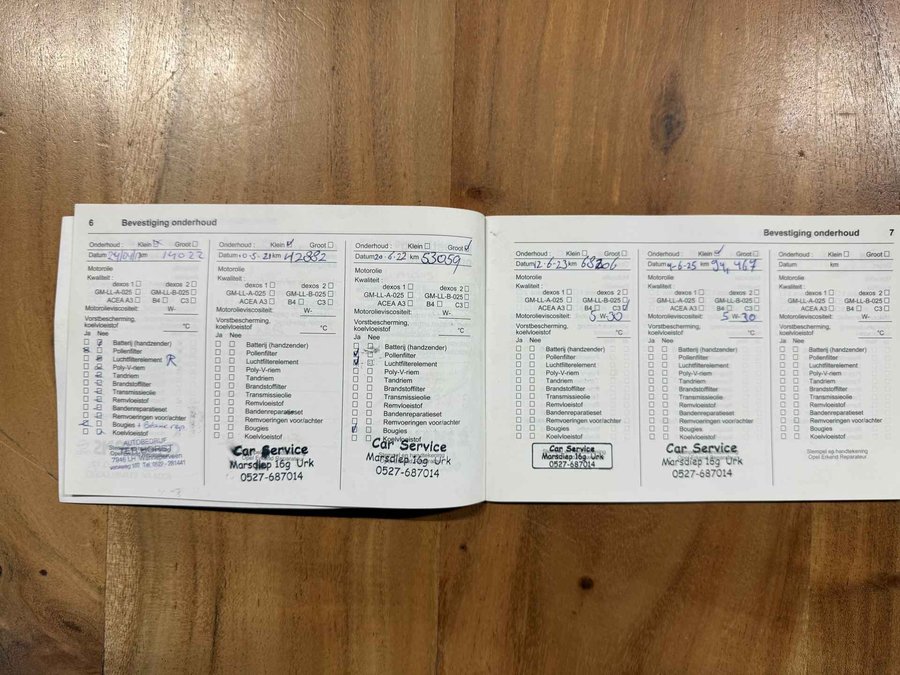 6 Bevestiging onderhoud
Onderhoud : Klein Groot
Datum km 14022
Motorolie
Kwaliteit :
dexos 1 dexos 2
GM-LL-A-025 GM-LL-B-025
ACEA A3 B4 C3
Motorolieviscositeit: W-
Vorstbescherming,
koelvloeistof °C
Ja Nee
Batterij (handzender)
Pollenfilter
Luchtfilterelement R
Poly-V-riem
Tandriem
Brandstoffilter
Transmissieolie
Remvloeistof
Bandenreparatieset
Remvoeringen voor/achter
Bougies
Koelvloeistof
AUTOBEDRIJF
Onderhoud : Klein Groot
Datum 10-5-21 km 42882
Motorolie
Kwaliteit :
dexos 1 dexos 2
GM-LL-A-025 GM-LL-B-025
ACEA A3 B4 C3
Motorolieviscositeit: W-
Vorstbescherming,
koelvloeistof °C
Ja Nee
Batterij (handzender)
Pollenfilter
Luchtfilterelement
Poly-V-riem
Tandriem
Brandstoffilter
Transmissieolie
Remvloeistof
Bandenreparatieset
Remvoeringen voor/achter
Bougies
Koelvloeistof
Car Service
Marsdiep 16g Urk
0527-687014
Onderhoud : Klein Groot
Datum 20-6-22 km 53059
Motorolie
Kwaliteit :
dexos 1 dexos 2
GM-LL-A-025 GM-LL-B-025
ACEA A3 B4 C3
Motorolieviscositeit: W-
Vorstbescherming,
koelvloeistof °C
Ja Nee
Batterij (handzender)
Pollenfilter
Luchtfilterelement
Poly-V-riem
Tandriem
Brandstoffilter
Transmissieolie
Remvloeistof
Bandenreparatieset
Remvoeringen voor/achter
Bougies
Koelvloeistof
Car Service
Marsdiep 16g Urk
0527-687014
Bevestiging onderhoud 7
Onderhoud : Klein Groot
Datum 12-6-23 km
Motorolie
Kwaliteit :
dexos 1 dexos 2
GM-LL-A-025 GM-LL-B-025
ACEA A3 B4 C3
Motorolieviscositeit: 5 W-30
Vorstbescherming,
koelvloeistof °C
Ja Nee
Batterij (handzender)
Pollenfilter
Luchtfilterelement
Poly-V-riem
Tandriem
Brandstoffilter
Transmissieolie
Remvloeistof
Bandenreparatieset
Remvoeringen voor/achter
Bougies
Koelvloeistof
Car Service
Marsdiep 16g Urk
0527-687014
Onderhoud : Klein Groot
Datum -6-25 km 94,467
Motorolie
Kwaliteit :
dexos 1 dexos 2
GM-LL-A-025 GM-LL-B-025
ACEA A3 B4 C3
Motorolieviscositeit: 5 W-30
Vorstbescherming,
koelvloeistof °C
Ja Nee
Batterij (handzender)
Pollenfilter
Luchtfilterelement
Poly-V-riem
Tandriem
Brandstoffilter
Transmissieolie
Remvloeistof
Bandenreparatieset
Remvoeringen voor/achter
Bougies
Koelvloeistof
Car Service
Marsdiep 16g Urk
0527-687014
Onderhoud : Klein Groot
Datum km
Motorolie
Kwaliteit :
dexos 1 dexos 2
GM-LL-A-025 GM-LL-B-025
ACEA A3 B4 C3
Motorolieviscositeit: W-
Vorstbescherming,
koelvloeistof °C
Ja Nee
Batterij (handzender)
Pollenfilter
Luchtfilterelement
Poly-V-riem
Tandriem
Brandstoffilter
Transmissieolie
Remvloeistof
Bandenreparatieset
Remvoeringen voor/achter
Bougies
Koelvloeistof
Stempel en handtekening
Opel Erkend Reparateur